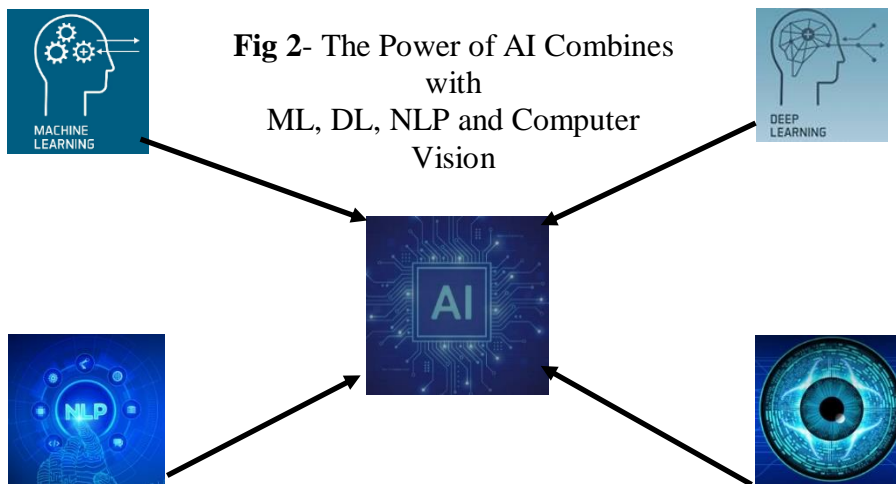 Fig 2- The Power of AI Combines
with
ML, DL, NLP and Computer
Vision
MACHINE
LEARNING
DEEP
LEARNING
AI
NLP